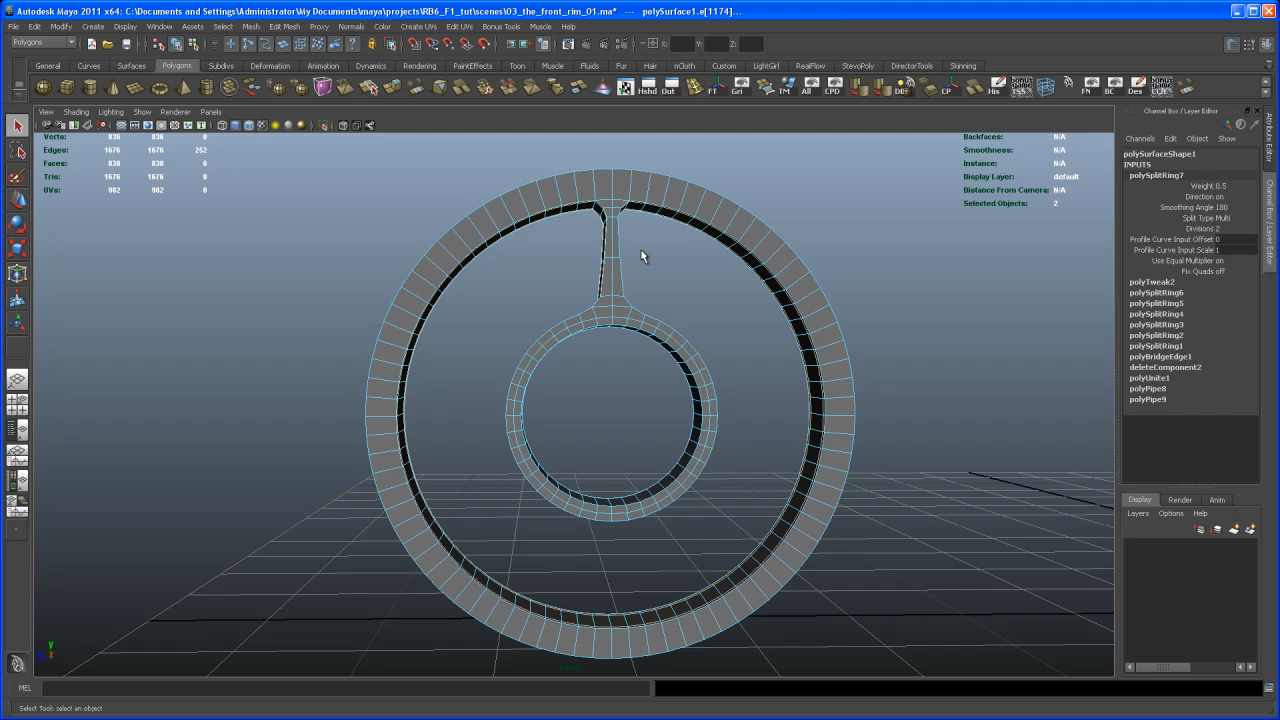 Autodesk Maya 2011 x64: C:\Documents and Settings\Administrator\My Documents\maya\projects\RB6_F1_tut\scenes\03_the_front_rim_01.ma* --- polySurface1.e[1174]...
File Edit Modify Create Display Window Assets Select Mesh Edit Mesh Proxy Normals Color Create UVs Edit UVs Bonus Tools Muscle Help
Polygons X: Y: Z:
General Curves Surfaces Polygons Subdivs Deformation Animation Dynamics Rendering PaintEffects Toon Muscle Fluids Fur Hair nCloth Custom LightGirl RealFlow StevoPoly DirectorTools Skinning
Hshd Out FT Grl TM All CPD CP His FN DC Des
View Shading Lighting Show Renderer Panels
Verts: 836 836 0
Edges: 1676 1676 252
Faces: 838 838 0
Tris: 1676 1676 0
UVs: 982 982 0
Backfaces: N/A
Smoothness: N/A
Instance: N/A
Display Layer: default
Distance From Camera: N/A
Selected Objects: 2
persp
y
Channel Box / Layer Editor
Channels Edit Object Show
polySurfaceShape1
INPUTS
polySplitRing7
Weight 0.5
Direction on
Smoothing Angle 180
Split Type Multi
Divisions 2
Profile Curve Input Offset 0
Profile Curve Input Scale 1
Use Equal Multiplier on
Fix Quads off
polyTweak2
polySplitRing6
polySplitRing5
polySplitRing4
polySplitRing3
polySplitRing2
polySplitRing1
polyBridgeEdge1
deleteComponent2
polyUnite1
polyPipe8
polyPipe9
Display Render Anim
Layers Options Help
Attribute Editor
Channel Box / Layer Editor
MEL
Select Tool: select an object